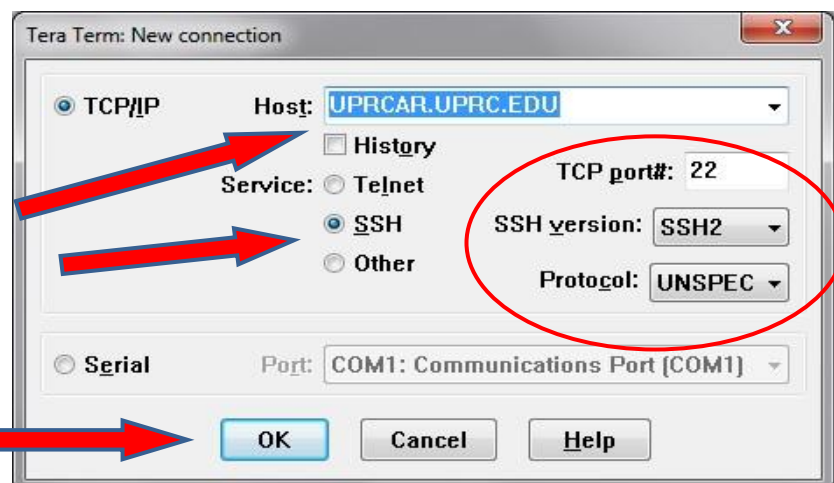 Tera Term: New connection
TCP/IP Host: UPRCAR.UPRC.EDU
History
TCP port#: 22
Service: Telnet
SSH SSH version: SSH2
Other Protocol: UNSPEC
Serial Port: COM1: Communications Port (COM1)
OK Cancel Help